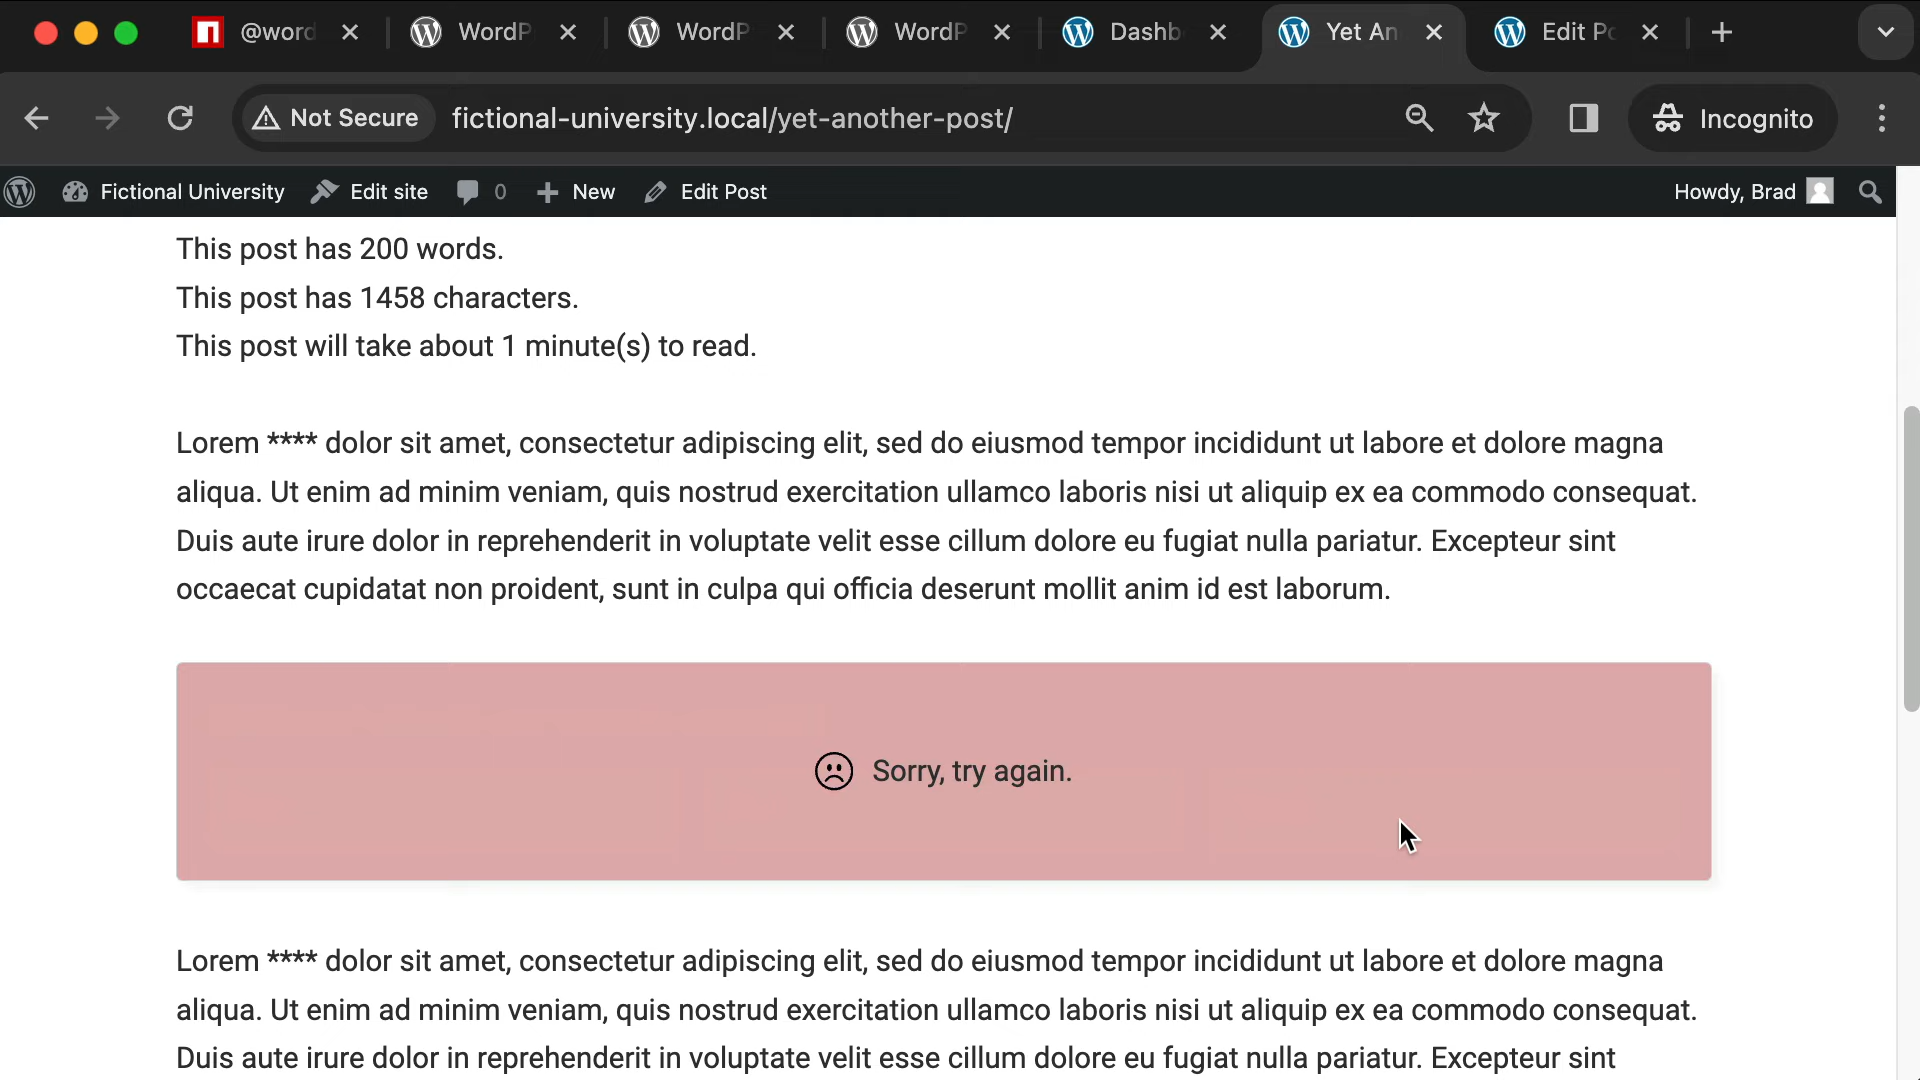 @word
WordP
WordP
WordP
Dashb
Yet An
Edit Po
Not Secure
fictional-university.local/yet-another-post/
Incognito
Fictional University
Edit site
0
New
Edit Post
Howdy, Brad
This post has 200 words.
This post has 1458 characters.
This post will take about 1 minute(s) to read.
Lorem **** dolor sit amet, consectetur adipiscing elit, sed do eiusmod tempor incididunt ut labore et dolore magna
aliqua. Ut enim ad minim veniam, quis nostrud exercitation ullamco laboris nisi ut aliquip ex ea commodo consequat.
Duis aute irure dolor in reprehenderit in voluptate velit esse cillum dolore eu fugiat nulla pariatur. Excepteur sint
occaecat cupidatat non proident, sunt in culpa qui officia deserunt mollit anim id est laborum.
Sorry, try again.
Lorem **** dolor sit amet, consectetur adipiscing elit, sed do eiusmod tempor incididunt ut labore et dolore magna
aliqua. Ut enim ad minim veniam, quis nostrud exercitation ullamco laboris nisi ut aliquip ex ea commodo consequat.
Duis aute irure dolor in reprehenderit in voluptate velit esse cillum dolore eu fugiat nulla pariatur. Excepteur sint